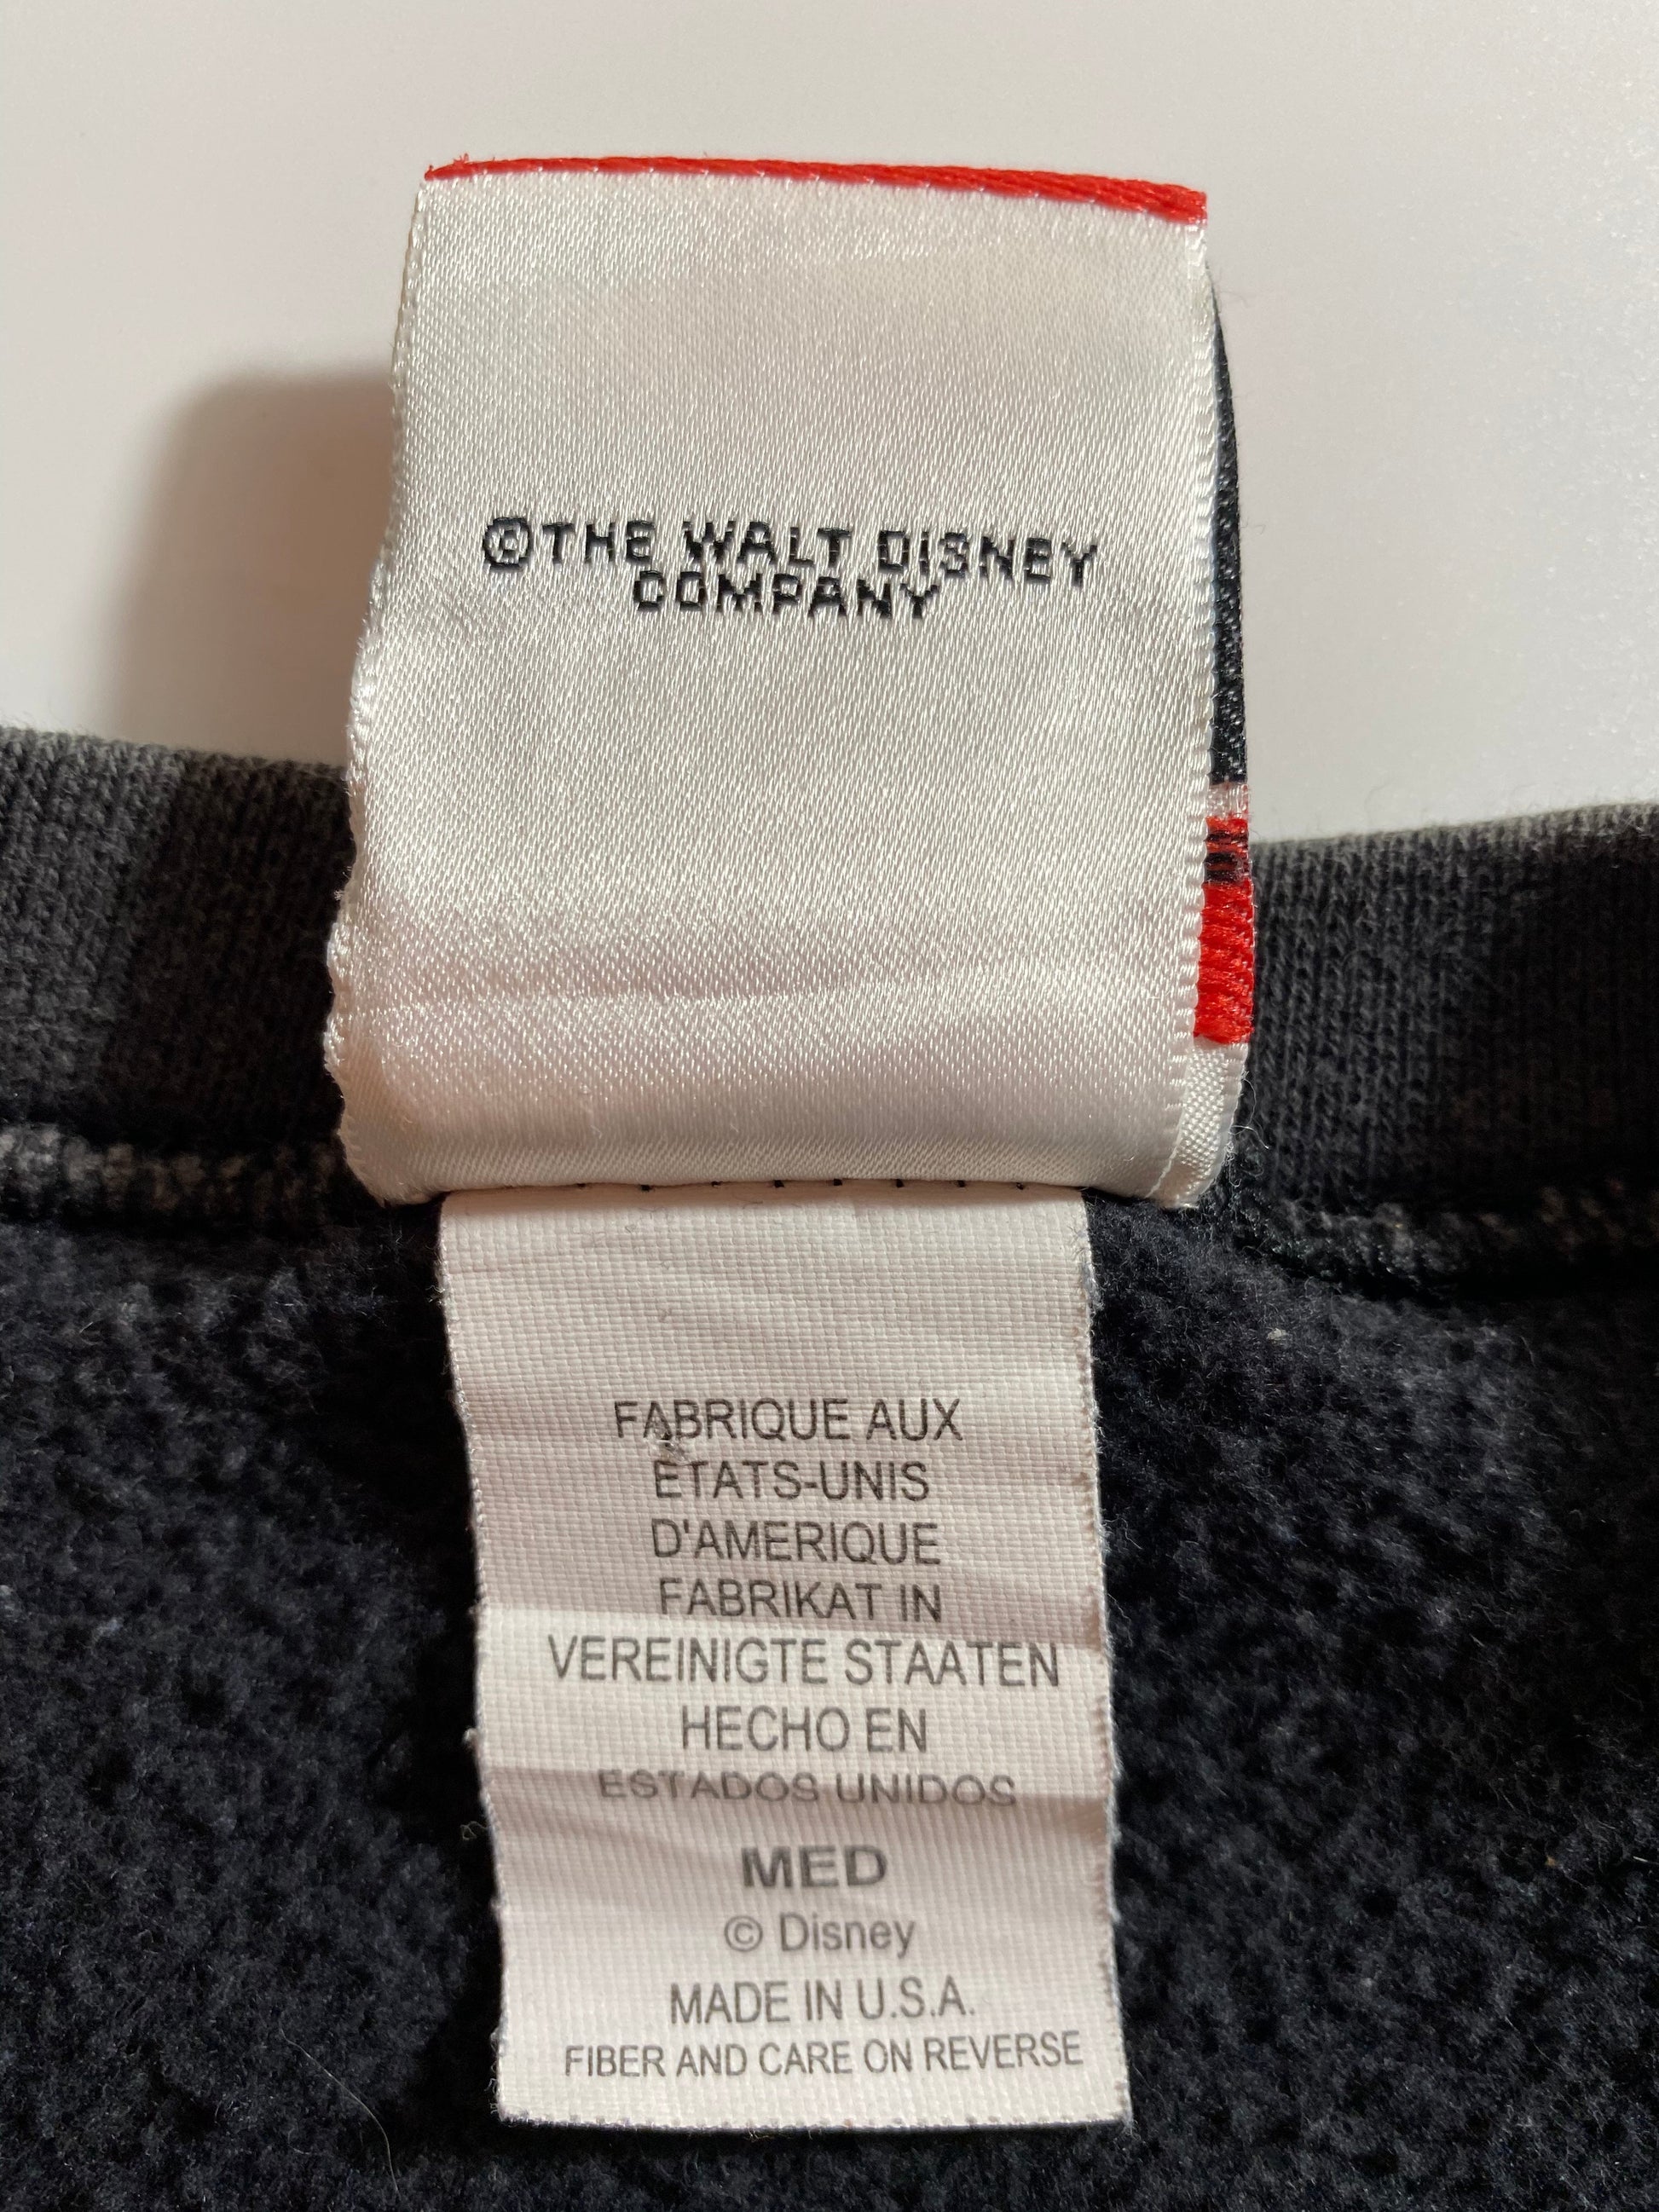 ©THE WALT DISNEY
COMPANY
FABRIQUE AUX
ETATS-UNIS
D'AMERIQUE
FABRIKAT IN
VEREINIGTE STAATEN
HECHO EN
ESTADOS UNIDOS
MED
© Disney
MADE IN U.S.A.
FIBER AND CARE ON REVERSE